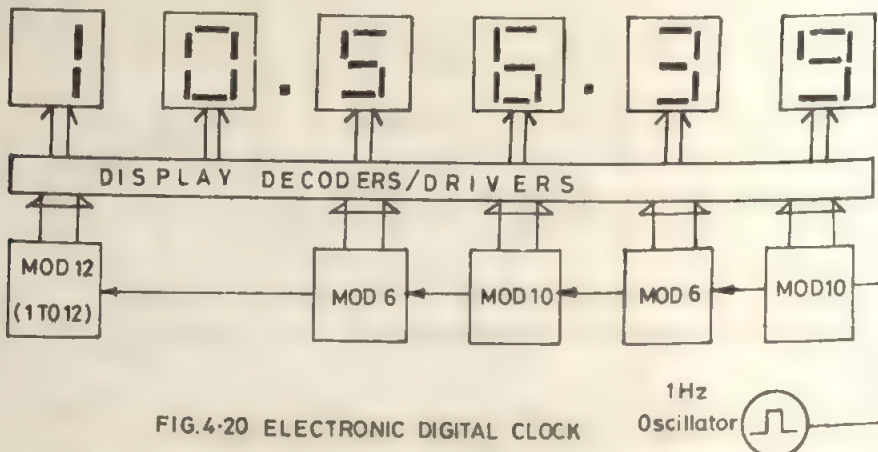 10.56.39
DISPLAY DECODERS/DRIVERS
MOD 12
(1 TO 12)
MOD 6
MOD 10
MOD 6
MOD 10
1Hz
Oscillator
FIG.4·20 ELECTRONIC DIGITAL CLOCK